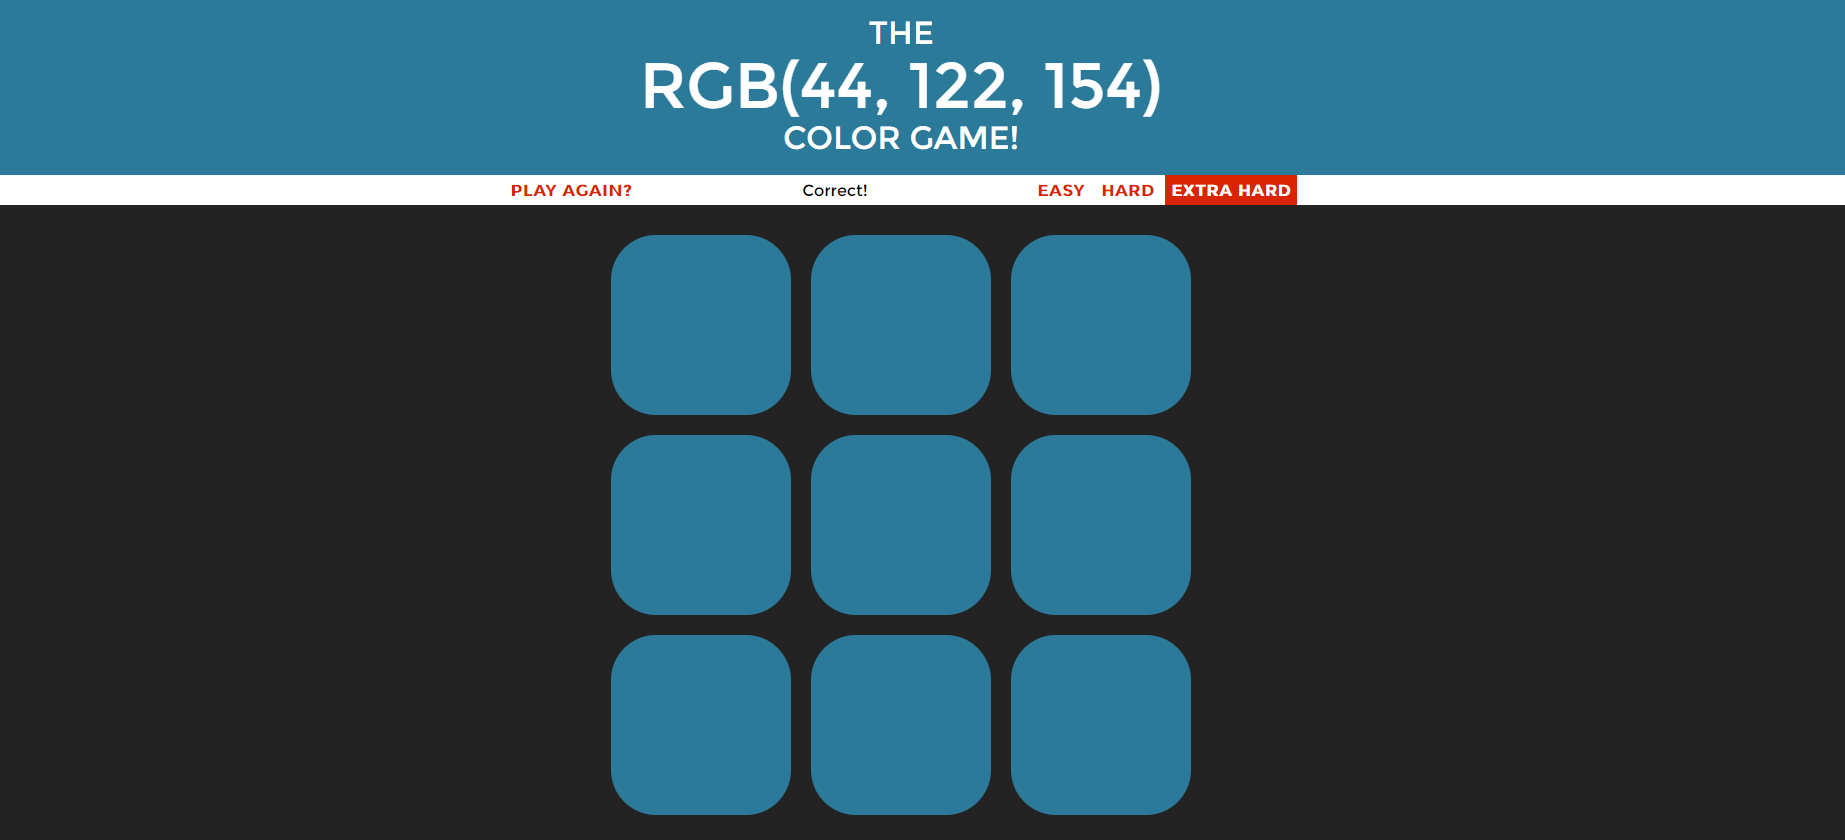 THE
RGB(44, 122, 154)
COLOR GAME!
PLAY AGAIN? Correct! EASY HARD EXTRA HARD